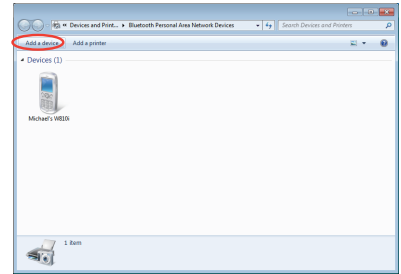 « Devices and Print... ▸ Bluetooth Personal Area Network Devices
Search Devices and Printers
Add a device Add a printer
Devices (1)
Michael's W810i
1 item